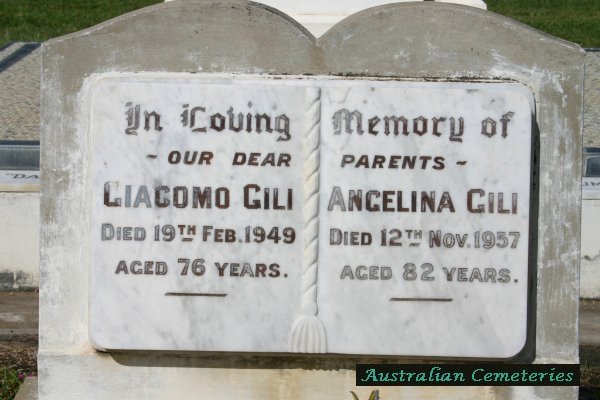 In Loving Memory of
~ OUR DEAR PARENTS ~
GIACOMO GILI
DIED 19TH FEB. 1949
AGED 76 YEARS.
ANGELINA GILI
DIED 12TH NOV. 1957
AGED 82 YEARS.
Australian Cemeteries
"DA